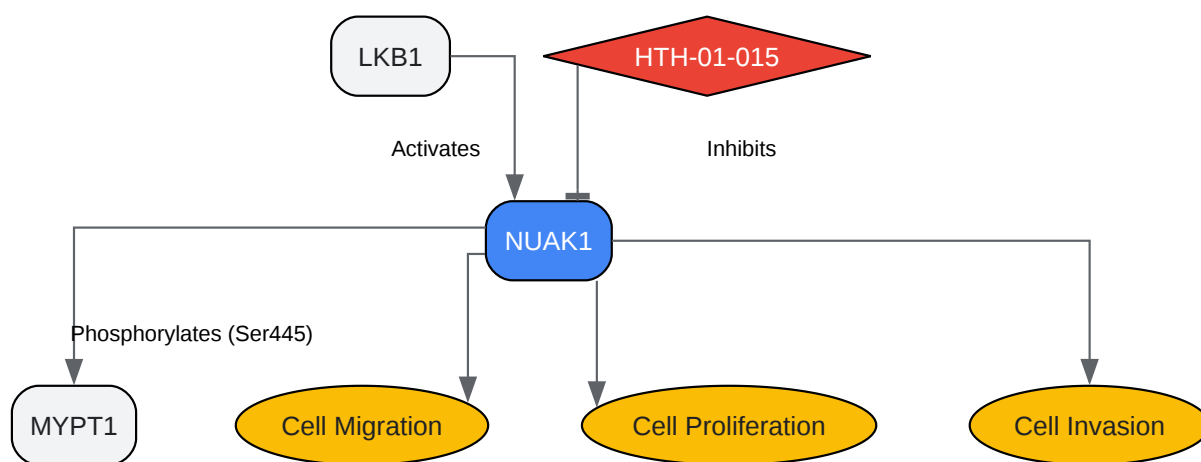 LKB1
HTH-01-015
Activates
Inhibits
NUAK1
Phosphorylates (Ser445)
MYPT1
Cell Migration
Cell Proliferation
Cell Invasion